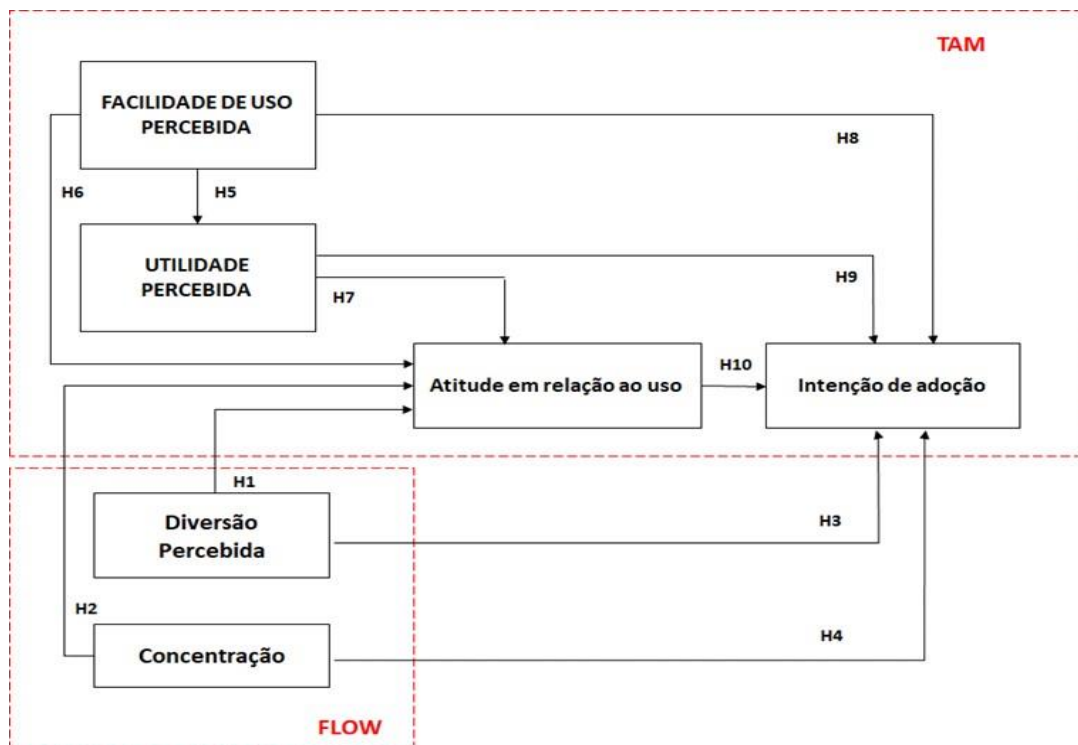 TAM
FACILIDADE DE USO
PERCEBIDA
H8
H6
H5
UTILIDADE
PERCEBIDA
H9
H7
Atitude em relação ao uso
H10
Intenção de adoção
H1
Diversão
Percebida
H3
H2
Concentração
H4
FLOW